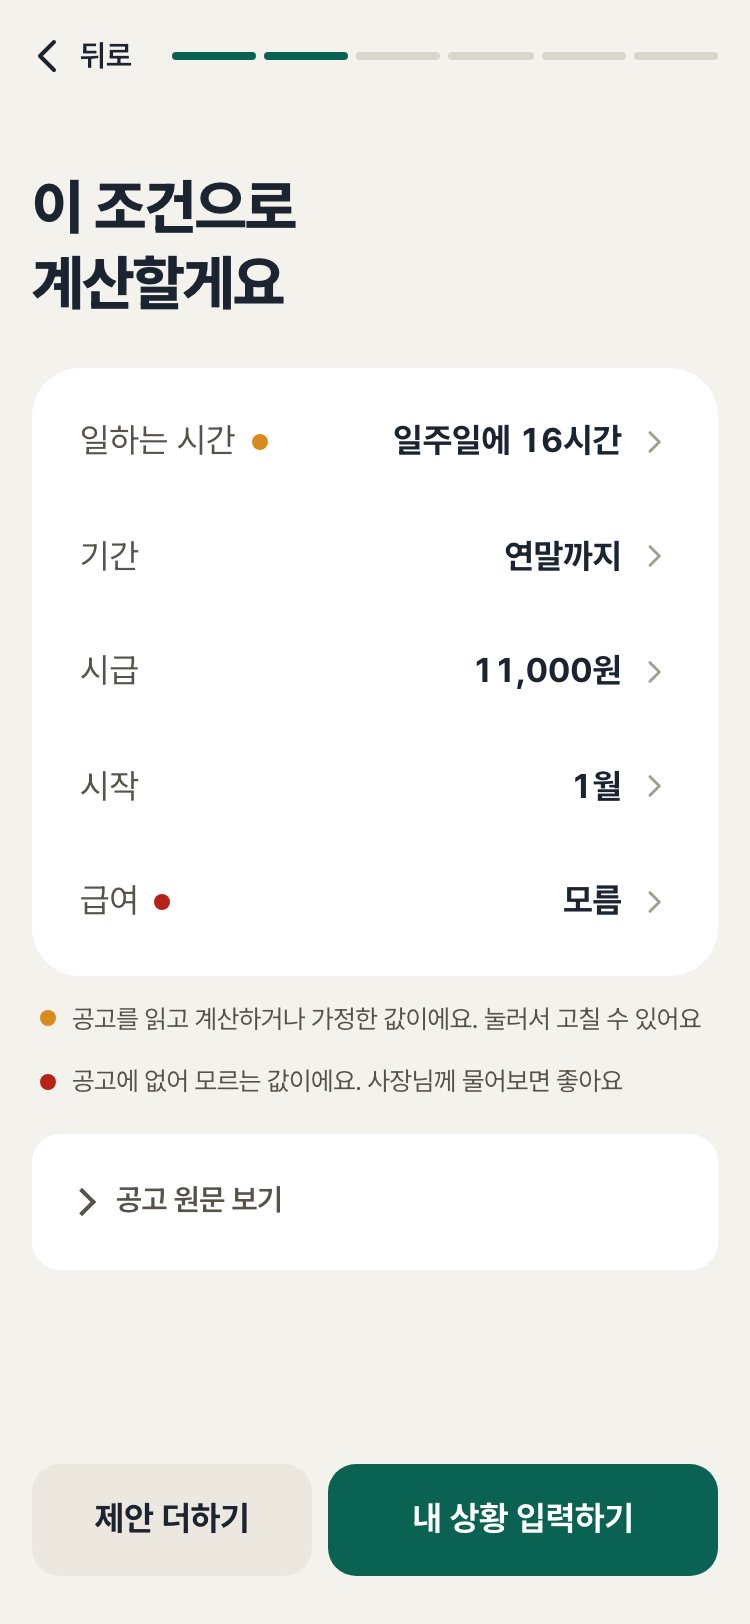 뒤로
이 조건으로
계산할게요
일하는 시간 일주일에 16시간
기간 연말까지
시급 11,000원
시작 1월
급여 모름
공고를 읽고 계산하거나 가정한 값이에요. 눌러서 고칠 수 있어요
공고에 없어 모르는 값이에요. 사장님께 물어보면 좋아요
공고 원문 보기
제안 더하기 내 상황 입력하기